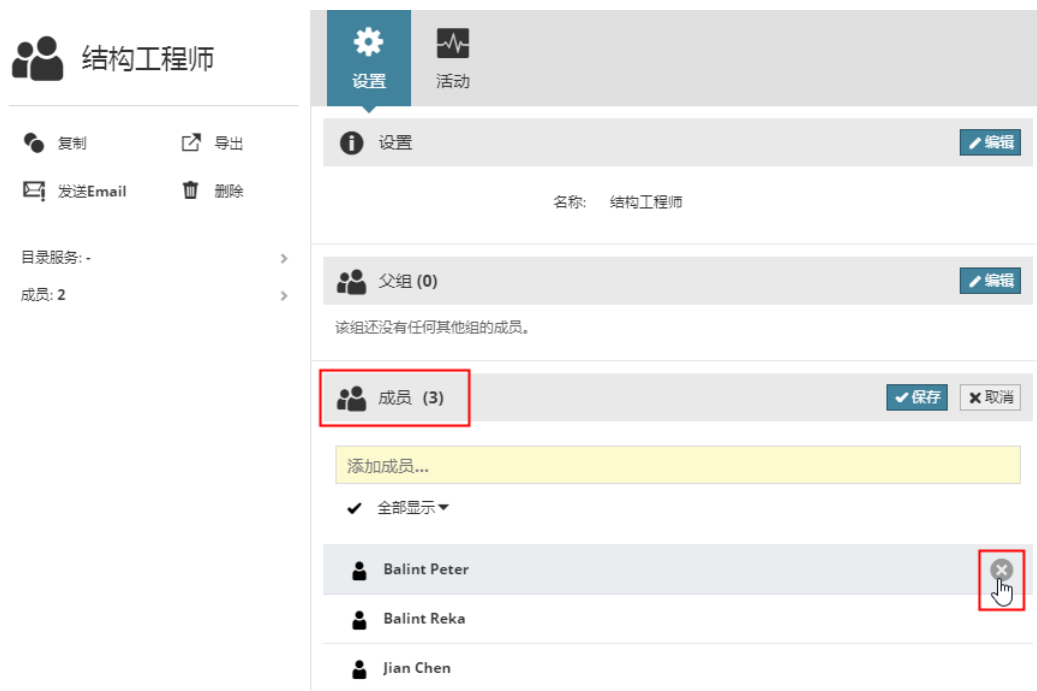 结构工程师
复制
导出
发送Email
删除
目录服务: -
成员: 2
设置
活动
设置
编辑
名称: 结构工程师
父组 (0)
编辑
该组还没有任何其他组的成员。
成员 (3)
保存
取消
添加成员...
全部显示
Balint Peter
Balint Reka
Jian Chen